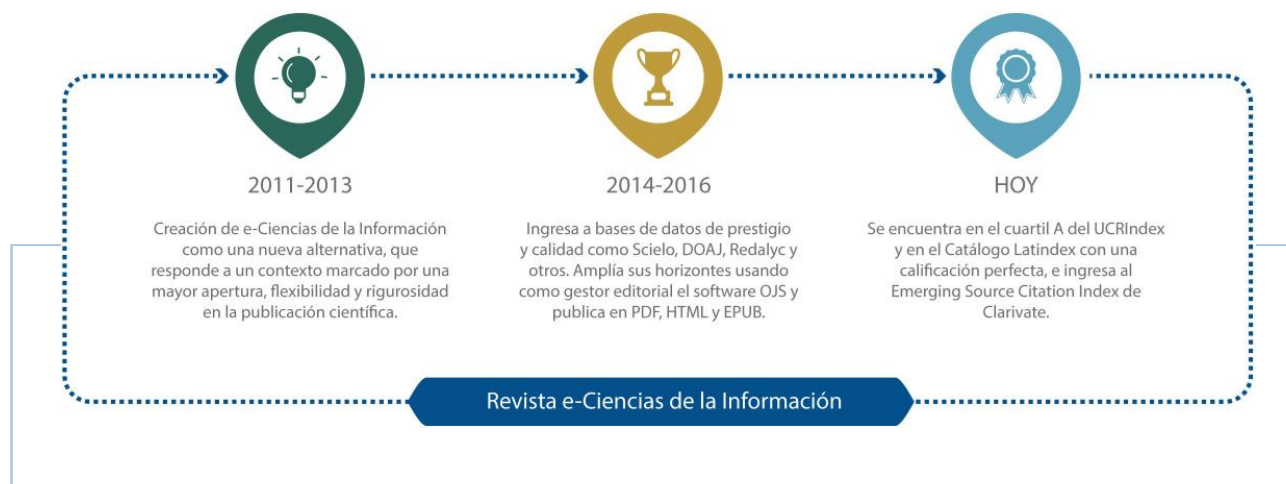 2011-2013
Creación de e-Ciencias de la Información
como una nueva alternativa, que
responde a un contexto marcado por una
mayor apertura, flexibilidad y rigurosidad
en la publicación científica.
2014-2016
Ingresa a bases de datos de prestigio
y calidad como Scielo, DOAJ, Redalyc y
otros. Amplía sus horizontes usando
como gestor editorial el software OJS y
publica en PDF, HTML y EPUB.
HOY
Se encuentra en el cuartil A del UCRIndex
y en el Catálogo Latindex con una
calificación perfecta, e ingresa al
Emerging Source Citation Index de
Clarivate.
Revista e-Ciencias de la Información